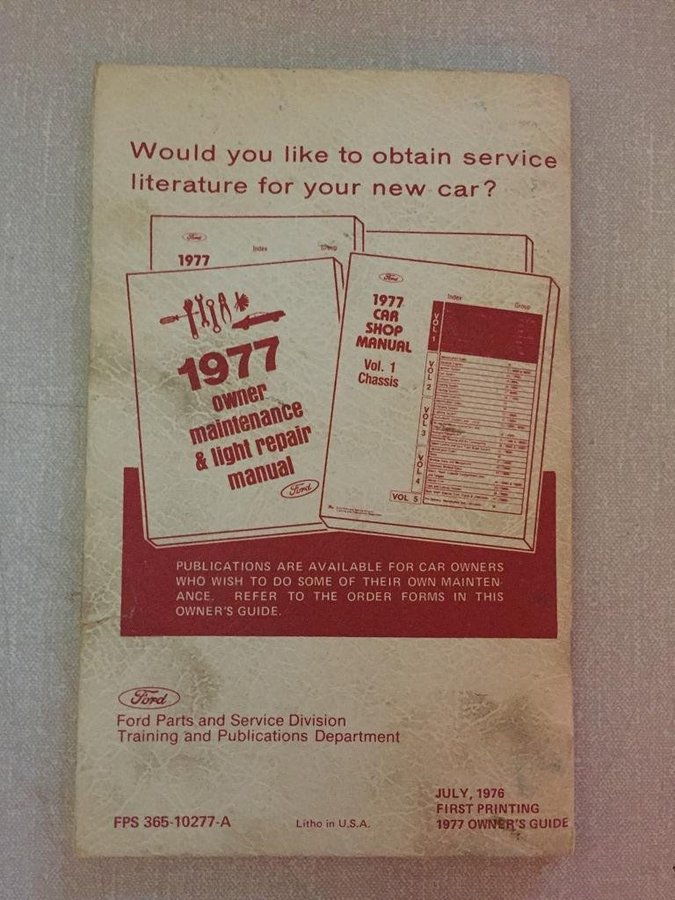 Would you like to obtain service
literature for your new car?
Ford
1977
Index
Group
1977
owner
maintenance
& light repair
manual
Ford
Ford
1977
CAR
SHOP
MANUAL
Vol. 1
Chassis
Index
Group
VOL 1
VOL 2
VOL 3
VOL 4
VOL 5
PUBLICATIONS ARE AVAILABLE FOR CAR OWNERS
WHO WISH TO DO SOME OF THEIR OWN MAINTEN-
ANCE. REFER TO THE ORDER FORMS IN THIS
OWNER'S GUIDE.
Ford
Ford Parts and Service Division
Training and Publications Department
JULY, 1976
FIRST PRINTING
FPS 365-10277-A Litho in U.S.A. 1977 OWNER'S GUIDE